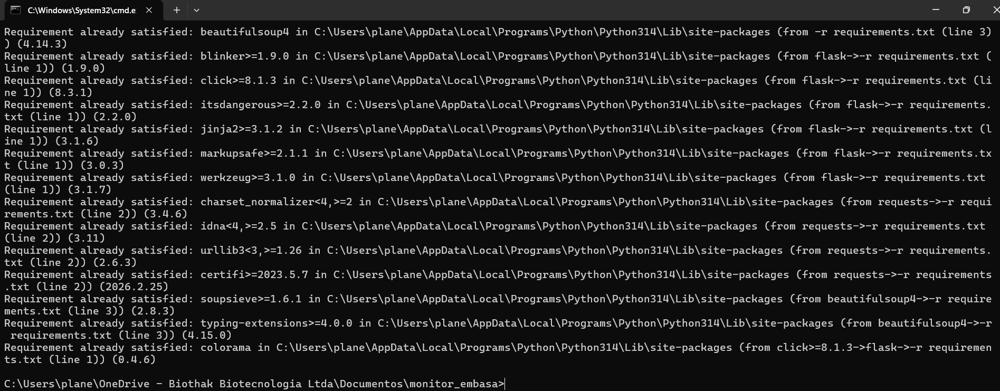 C:\Windows\System32\cmd.e
Requirement already satisfied: beautifulsoup4 in C:\Users\plane\AppData\Local\Programs\Python\Python314\Lib\site-packages (from -r requirements.txt (line 3)
) (4.14.3)
Requirement already satisfied: blinker>=1.9.0 in C:\Users\plane\AppData\Local\Programs\Python\Python314\Lib\site-packages (from flask->-r requirements.txt (
line 1)) (1.9.0)
Requirement already satisfied: click>=8.1.3 in C:\Users\plane\AppData\Local\Programs\Python\Python314\Lib\site-packages (from flask->-r requirements.txt (li
ne 1)) (8.3.1)
Requirement already satisfied: itsdangerous>=2.2.0 in C:\Users\plane\AppData\Local\Programs\Python\Python314\Lib\site-packages (from flask->-r requirements.
txt (line 1)) (2.2.0)
Requirement already satisfied: jinja2>=3.1.2 in C:\Users\plane\AppData\Local\Programs\Python\Python314\Lib\site-packages (from flask->-r requirements.txt (l
ine 1)) (3.1.6)
Requirement already satisfied: markupsafe>=2.1.1 in C:\Users\plane\AppData\Local\Programs\Python\Python314\Lib\site-packages (from flask->-r requirements.tx
t (line 1)) (3.0.3)
Requirement already satisfied: werkzeug>=3.1.0 in C:\Users\plane\AppData\Local\Programs\Python\Python314\Lib\site-packages (from flask->-r requirements.txt
(line 1)) (3.1.7)
Requirement already satisfied: charset_normalizer<4,>=2 in C:\Users\plane\AppData\Local\Programs\Python\Python314\Lib\site-packages (from requests->-r requi
rements.txt (line 2)) (3.4.6)
Requirement already satisfied: idna<4,>=2.5 in C:\Users\plane\AppData\Local\Programs\Python\Python314\Lib\site-packages (from requests->-r requirements.txt
(line 2)) (3.11)
Requirement already satisfied: urllib3<3,>=1.26 in C:\Users\plane\AppData\Local\Programs\Python\Python314\Lib\site-packages (from requests->-r requirements.
txt (line 2)) (2.6.3)
Requirement already satisfied: certifi>=2023.5.7 in C:\Users\plane\AppData\Local\Programs\Python\Python314\Lib\site-packages (from requests->-r requirements
.txt (line 2)) (2026.2.25)
Requirement already satisfied: soupsieve>=1.6.1 in C:\Users\plane\AppData\Local\Programs\Python\Python314\Lib\site-packages (from beautifulsoup4->-r require
ments.txt (line 3)) (2.8.3)
Requirement already satisfied: typing-extensions>=4.0.0 in C:\Users\plane\AppData\Local\Programs\Python\Python314\Lib\site-packages (from beautifulsoup4->-r
 requirements.txt (line 3)) (4.15.0)
Requirement already satisfied: colorama in C:\Users\plane\AppData\Local\Programs\Python\Python314\Lib\site-packages (from click>=8.1.3->flask->-r requiremen
ts.txt (line 1)) (0.4.6)
C:\Users\plane\OneDrive - Biothak Biotecnologia Ltda\Documentos\monitor_embasa>